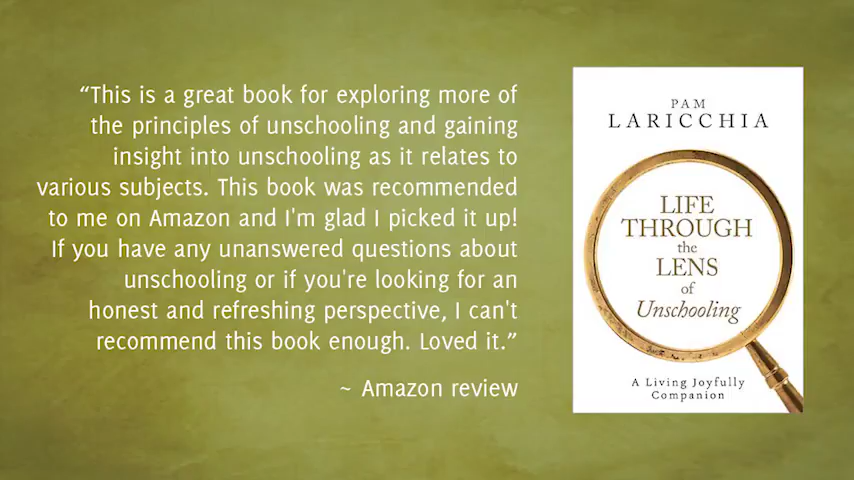 “This is a great book for exploring more of
the principles of unschooling and gaining
insight into unschooling as it relates to
various subjects. This book was recommended
to me on Amazon and I'm glad I picked it up!
If you have any unanswered questions about
unschooling or if you're looking for an
honest and refreshing perspective, I can't
recommend this book enough. Loved it.”
~ Amazon review
PAM
LARICCHIA
LIFE
THROUGH
the
LENS
of
Unschooling
A Living Joyfully
Companion